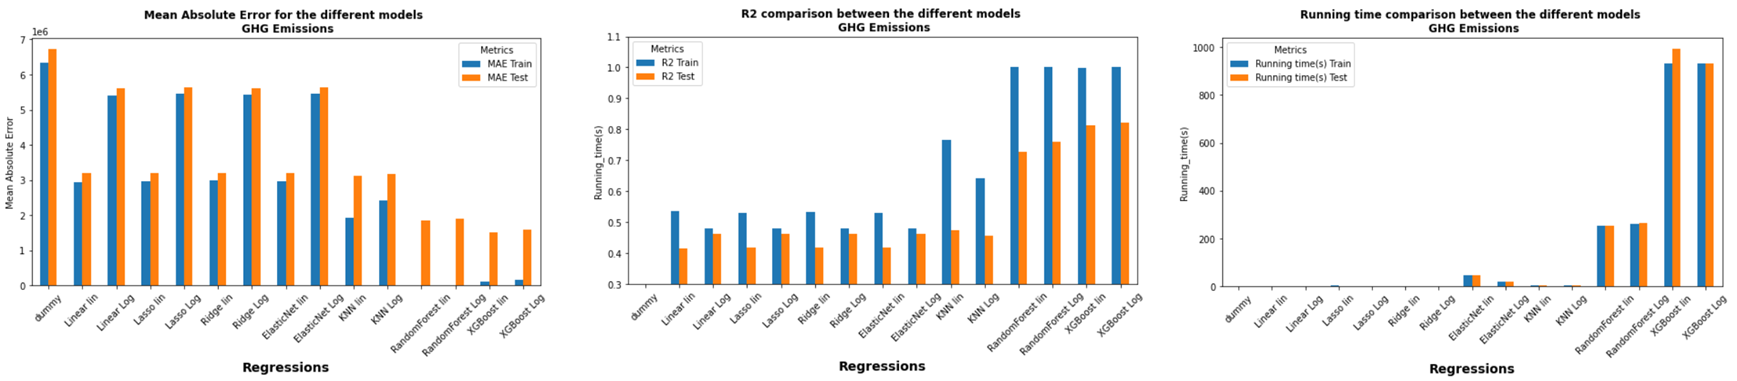 Mean Absolute Error for the different models
GHG Emissions
1e6
7
6
5
4
3
2
1
0
Mean Absolute Error
Metrics
MAE Train
MAE Test
dummy
Linear lin
Linear Log
Lasso lin
Lasso Log
Ridge lin
Ridge Log
ElasticNet lin
ElasticNet Log
KNN lin
KNN Log
RandomForest lin
RandomForest Log
XGBoost lin
XGBoost Log
Regressions
R2 comparison between the different models
GHG Emissions
1.1
1.0
0.9
0.8
0.7
0.6
0.5
0.4
0.3
Running_time(s)
Metrics
R2 Train
R2 Test
dummy
Linear lin
Linear Log
Lasso lin
Lasso Log
Ridge lin
Ridge Log
ElasticNet lin
ElasticNet Log
KNN lin
KNN Log
RandomForest lin
RandomForest Log
XGBoost lin
XGBoost Log
Regressions
Running time comparison between the different models
GHG Emissions
1000
800
600
400
200
0
Running_time(s)
Metrics
Running time(s) Train
Running time(s) Test
dummy
Linear lin
Linear Log
Lasso lin
Lasso Log
Ridge lin
Ridge Log
ElasticNet lin
ElasticNet Log
KNN lin
KNN Log
RandomForest lin
RandomForest Log
XGBoost lin
XGBoost Log
Regressions